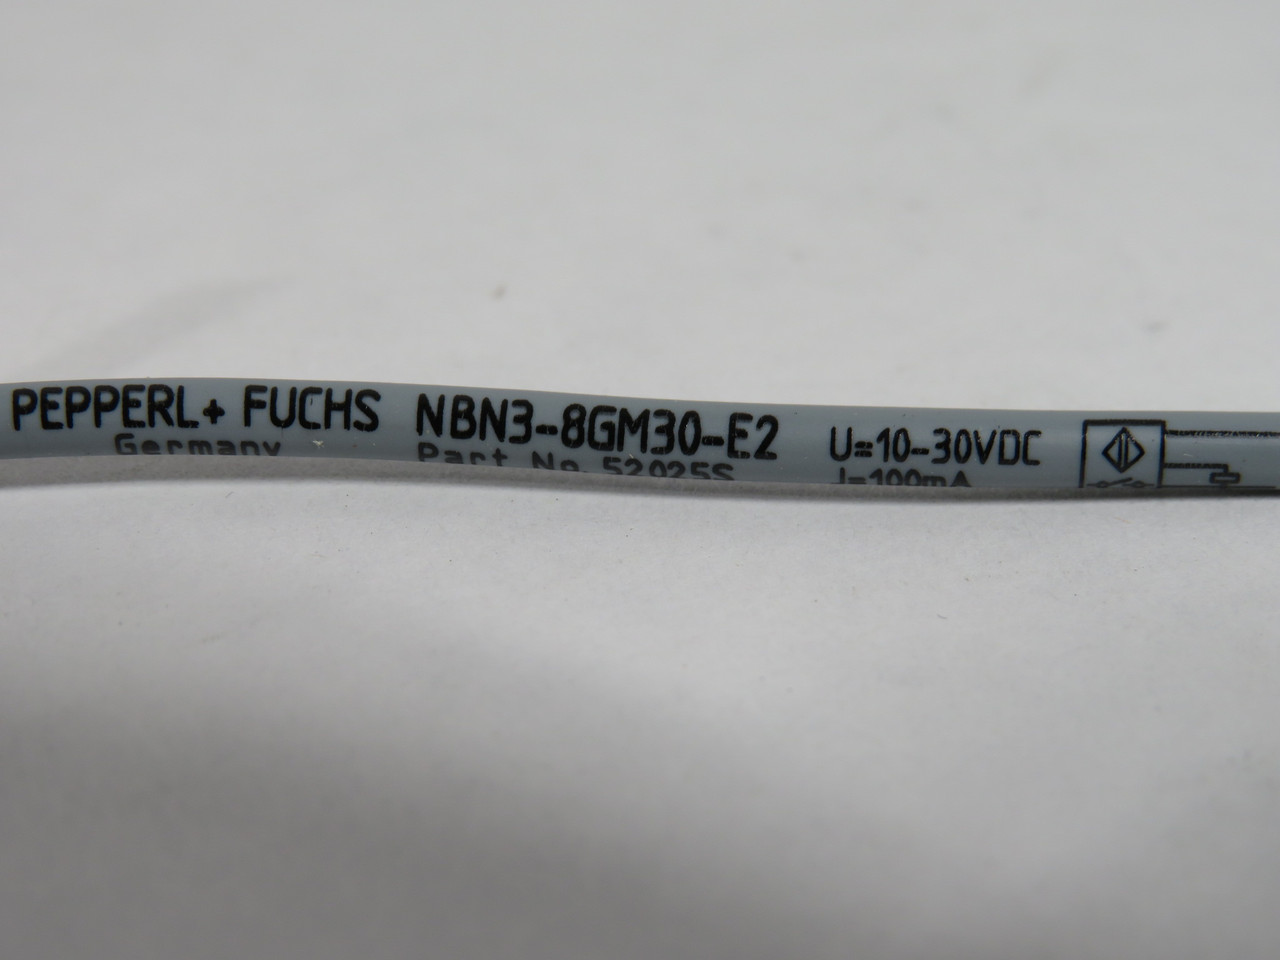 PEPPERL+ FUCHS NBN3-8GM30-E2 U=10-30VDC
Germany Part No. 52025S I=100mA